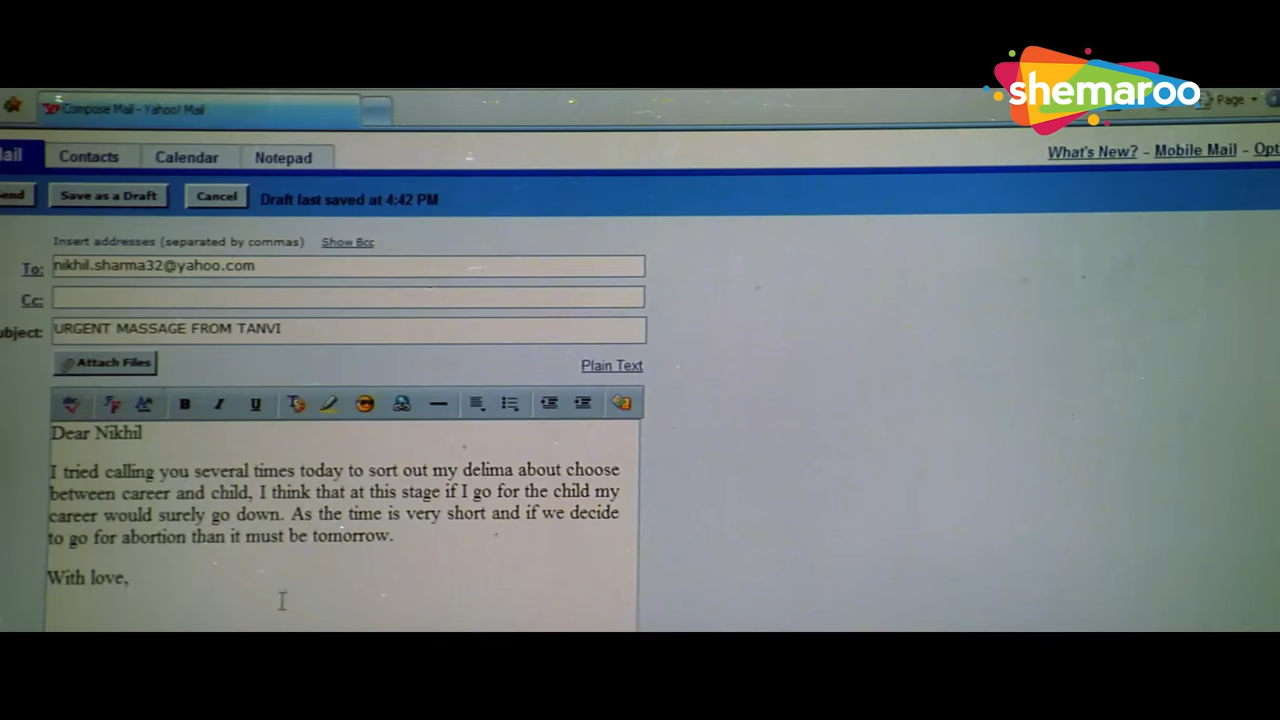 shemaroo
Compose Mail - Yahoo! Mail
Page
ail Contacts Calendar Notepad
What's New? - Mobile Mail - Opt
end Save as a Draft Cancel Draft last saved at 4:42 PM
Insert addresses (separated by commas) Show Bcc
To: nikhil.sharma32@yahoo.com
Cc:
ubject: URGENT MASSAGE FROM TANVI
Attach Files Plain Text
B I U
Dear Nikhil
I tried calling you several times today to sort out my delima about choose
between career and child, I think that at this stage if I go for the child my
career would surely go down. As the time is very short and if we decide
to go for abortion than it must be tomorrow.
With love,